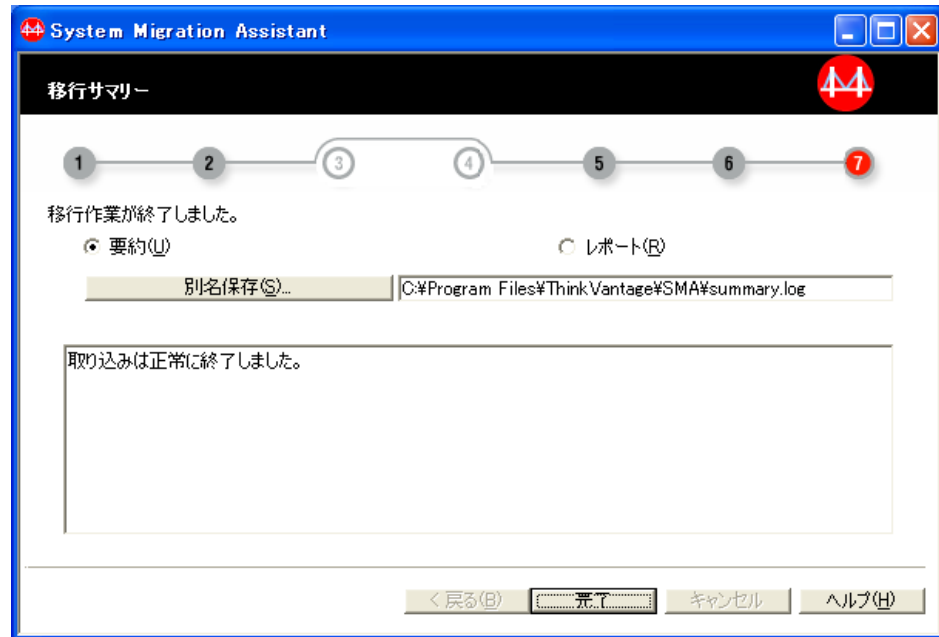 System Migration Assistant
移行サマリー
1 2 3 4 5 6 7
移行作業が終了しました。
要約(U) レポート(R)
別名保存(S)... C:¥Program Files¥ThinkVantage¥SMA¥summary.log
取り込みは正常に終了しました。
< 戻る(B) 完了 キャンセル ヘルプ(H)